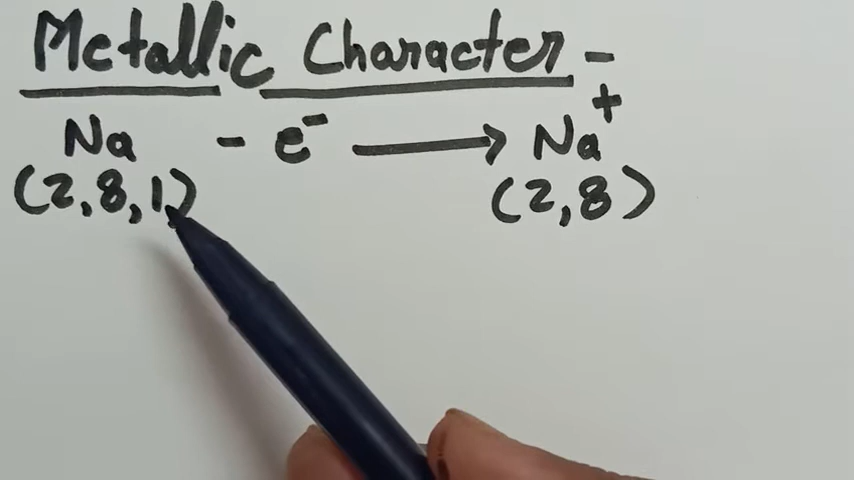 Metallic Character -
Na - e⁻ ⟶ Na⁺
(2,8,1) (2,8)